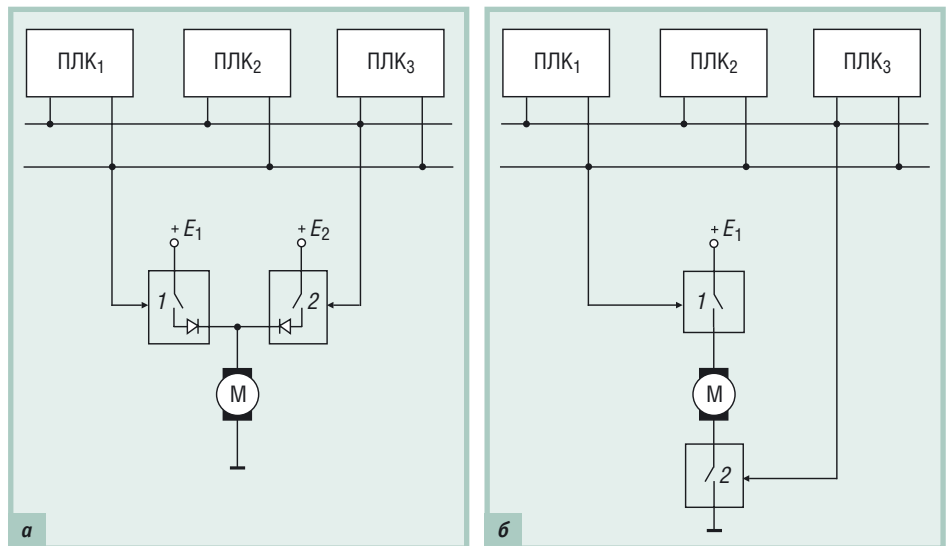 ПЛК₁ ПЛК₂ ПЛК₃
+ E₁ + E₂
1 2
М
а
ПЛК₁ ПЛК₂ ПЛК₃
+ E₁
1
М
2
б